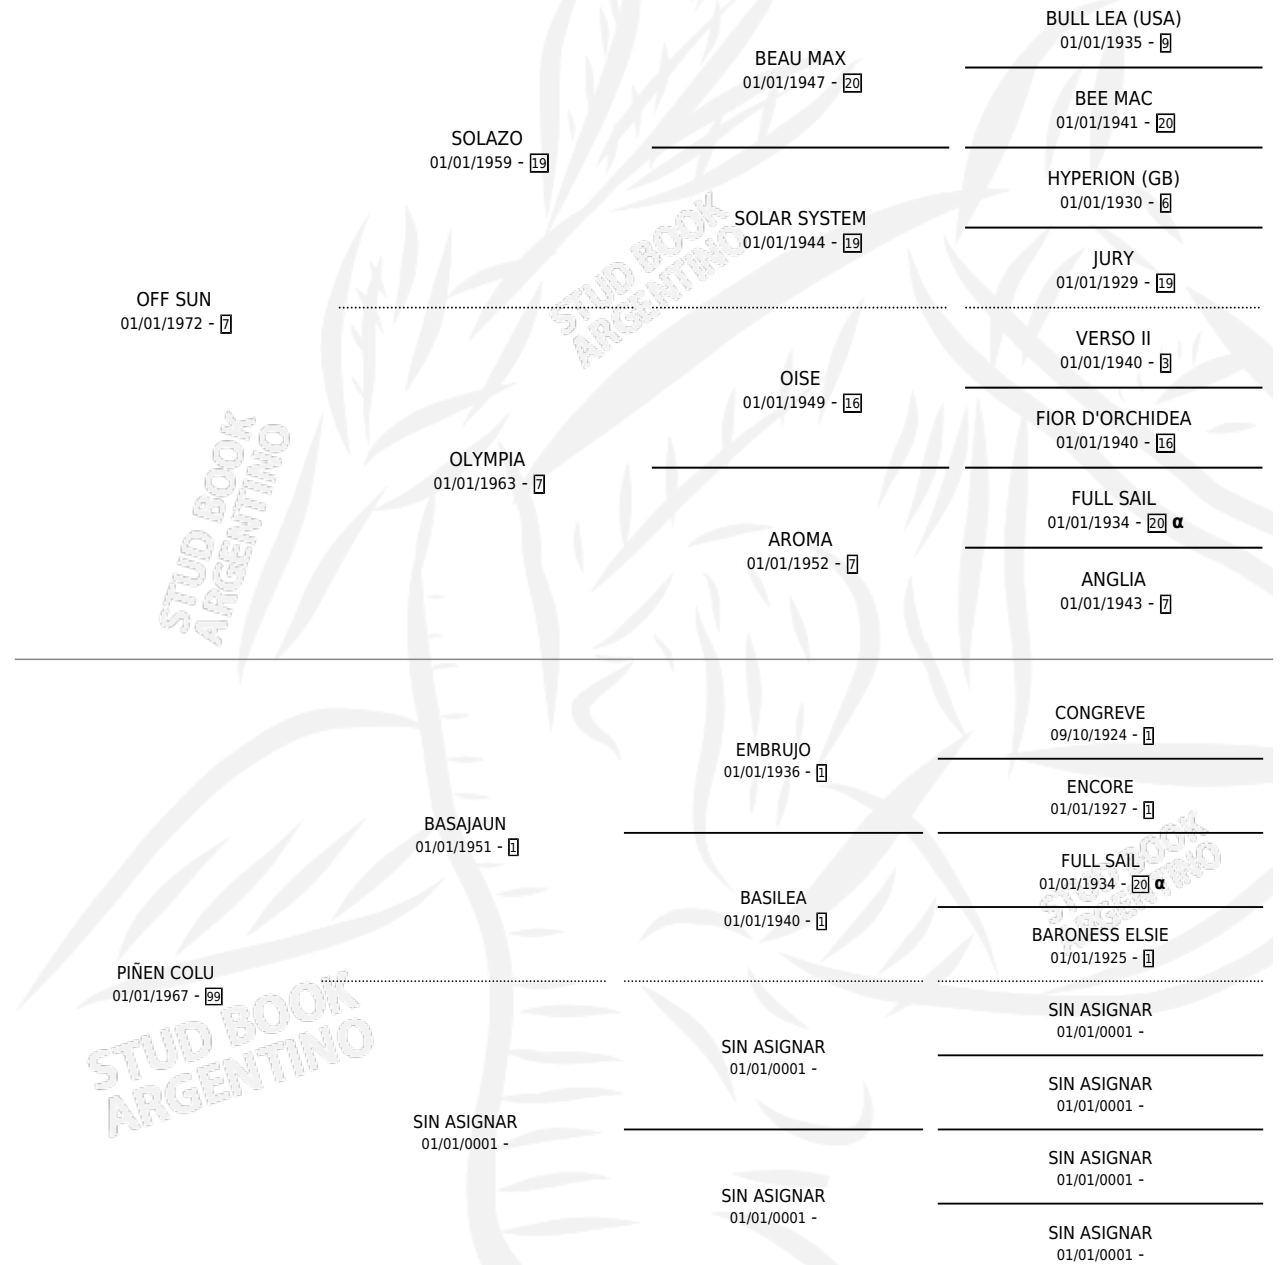 BULL LEA (USA)
01/01/1935 - 9
BEAU MAX
01/01/1947 - 20
BEE MAC
01/01/1941 - 20
SOLAZO
01/01/1959 - 19
HYPERION (GB)
01/01/1930 - 6
SOLAR SYSTEM
01/01/1944 - 19
JURY
01/01/1929 - 19
OFF SUN
01/01/1972 - 7
VERSO II
01/01/1940 - 3
OISE
01/01/1949 - 16
FIOR D'ORCHIDEA
01/01/1940 - 16
OLYMPIA
01/01/1963 - 7
FULL SAIL
01/01/1934 - 20 α
AROMA
01/01/1952 - 7
ANGLIA
01/01/1943 - 7
STUD BOOK
ARGENTINO
STUD BOOK
ARGENTINO
CONGREVE
09/10/1924 - 1
EMBRUJO
01/01/1936 - 1
ENCORE
01/01/1927 - 1
BASAJAUN
01/01/1951 - 1
FULL SAIL
01/01/1934 - 20 α
BASILEA
01/01/1940 - 1
BARONESS ELSIE
01/01/1925 - 1
PIÑEN COLU
01/01/1967 - 99
SIN ASIGNAR
01/01/0001 -
SIN ASIGNAR
01/01/0001 -
SIN ASIGNAR
01/01/0001 -
SIN ASIGNAR
01/01/0001 -
SIN ASIGNAR
01/01/0001 -
SIN ASIGNAR
01/01/0001 -
SIN ASIGNAR
01/01/0001 -
STUD BOOK
ARGENTINO
STUD BOOK
ARGENTINO